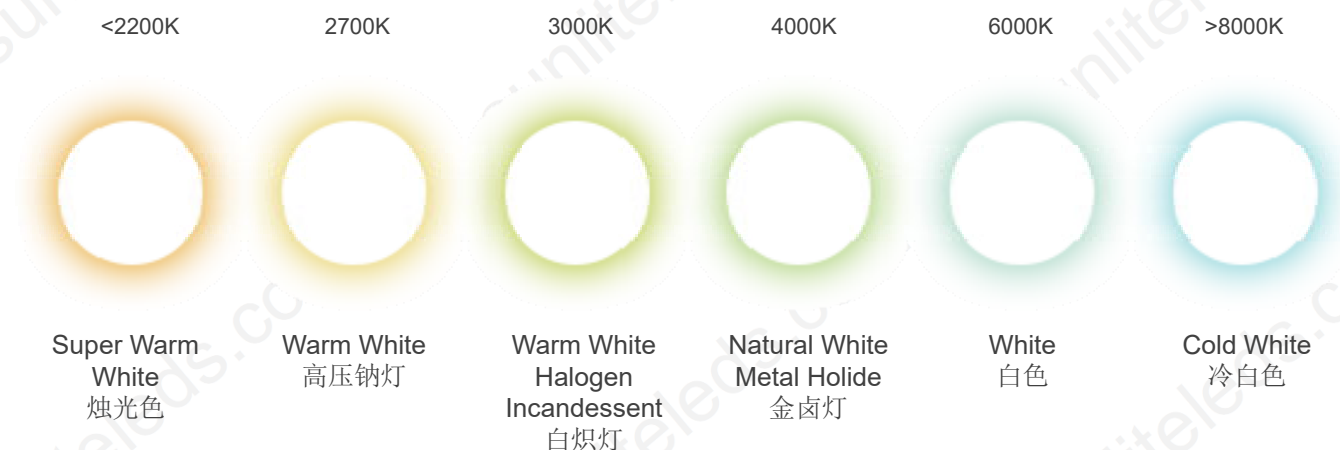 <2200K
2700K
3000K
4000K
6000K
>8000K
Super Warm
White
烛光色
Warm White
高压钠灯
Warm White
Halogen
Incandessent
白炽灯
Natural White
Metal Holide
金卤灯
White
白色
Cold White
冷白色